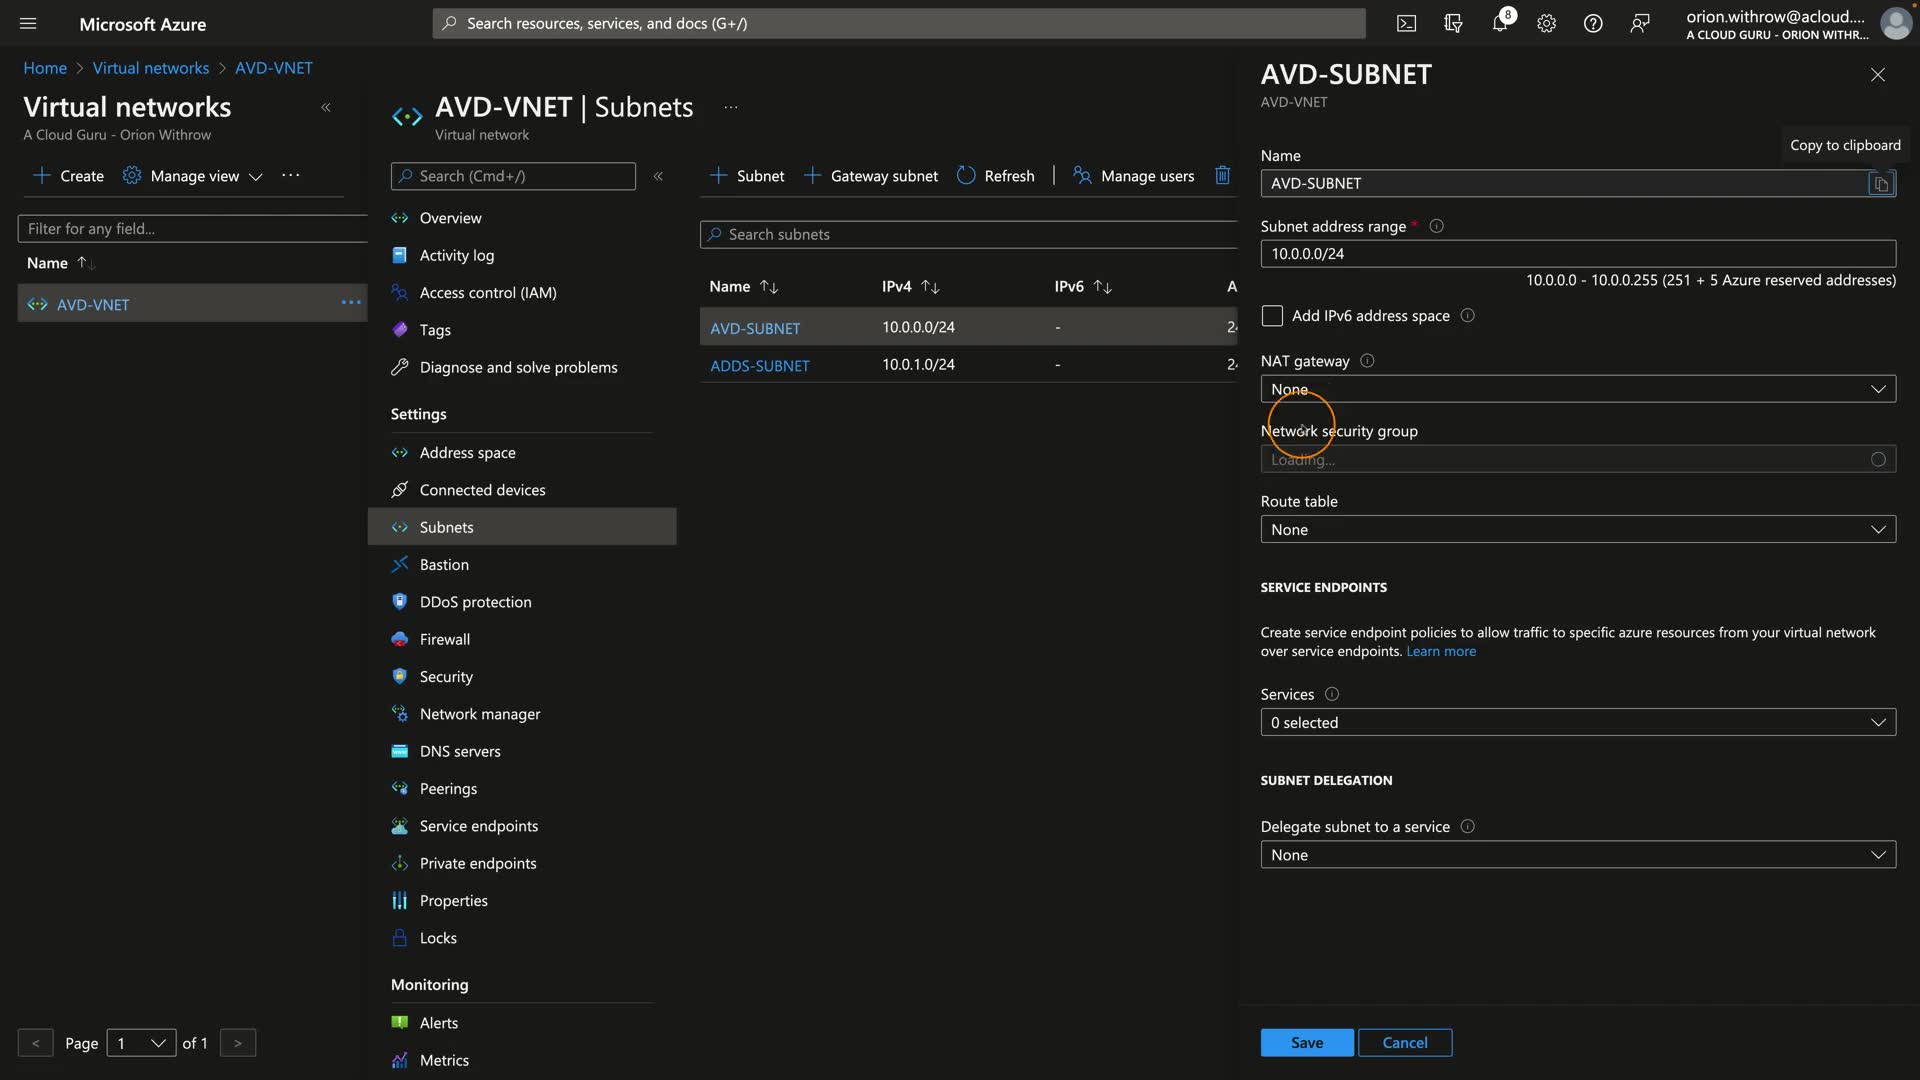 Microsoft Azure
Search resources, services, and docs (G+/)
8
orion.withrow@acloud....
A CLOUD GURU - ORION WITHR...
Home > Virtual networks > AVD-VNET
Virtual networks
A Cloud Guru - Orion Withrow
Create
Manage view
Filter for any field...
Name
AVD-VNET
Page 1 of 1
AVD-VNET | Subnets
Virtual network
Search (Cmd+/)
Overview
Activity log
Access control (IAM)
Tags
Diagnose and solve problems
Settings
Address space
Connected devices
Subnets
Bastion
DDoS protection
Firewall
Security
Network manager
DNS servers
Peerings
Service endpoints
Private endpoints
Properties
Locks
Monitoring
Alerts
Metrics
Subnet
Gateway subnet
Refresh
Manage users
Search subnets
Name IPv4 IPv6 A
AVD-SUBNET 10.0.0.0/24 - 24
ADDS-SUBNET 10.0.1.0/24 - 24
AVD-SUBNET
AVD-VNET
Copy to clipboard
Name
AVD-SUBNET
Subnet address range *
10.0.0.0/24
10.0.0.0 - 10.0.0.255 (251 + 5 Azure reserved addresses)
Add IPv6 address space
NAT gateway
None
Network security group
Loading...
Route table
None
SERVICE ENDPOINTS
Create service endpoint policies to allow traffic to specific azure resources from your virtual network
over service endpoints. Learn more
Services
0 selected
SUBNET DELEGATION
Delegate subnet to a service
None
Save
Cancel